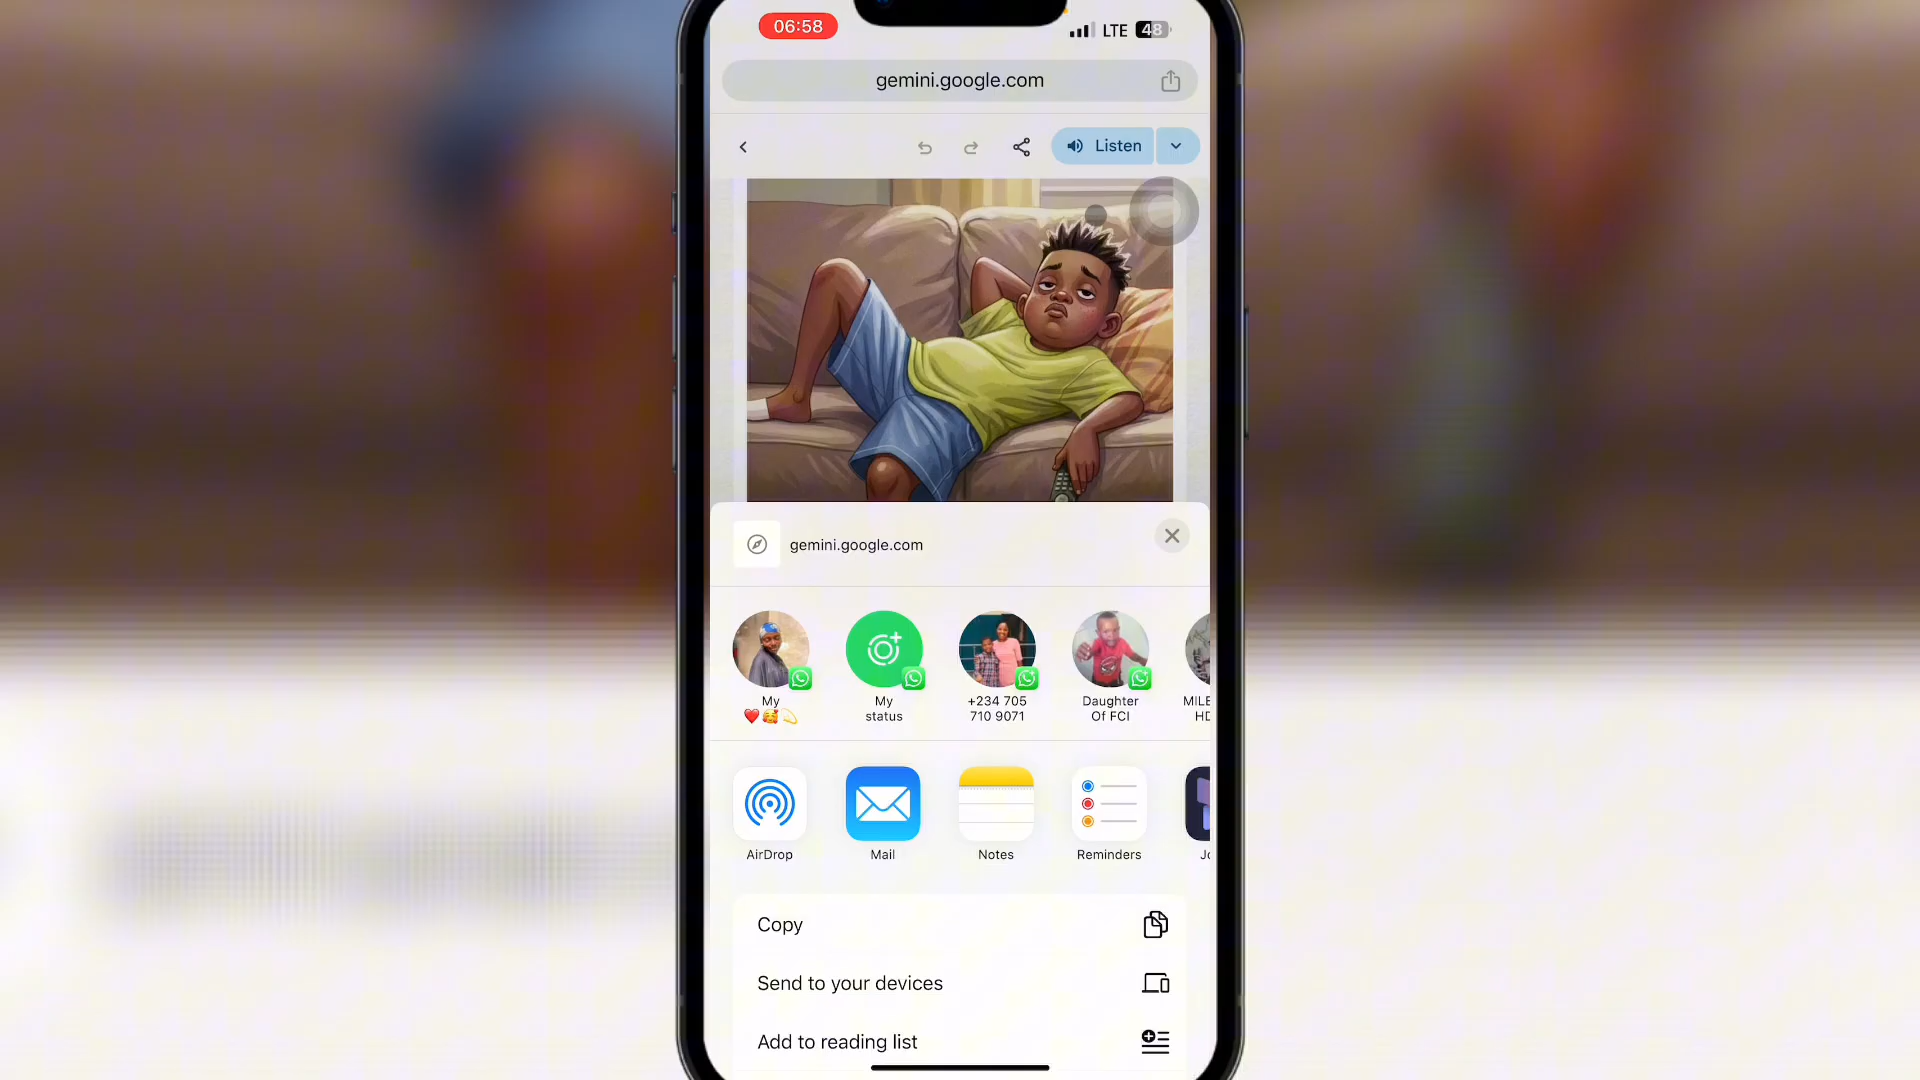 06:58
LTE 48
gemini.google.com
Listen
gemini.google.com
My
❤️🥰💫
My
status
+234 705
710 9071
Daughter
Of FCI
MILE
HD
AirDrop
Mail
Notes
Reminders
Jo
Copy
Send to your devices
Add to reading list